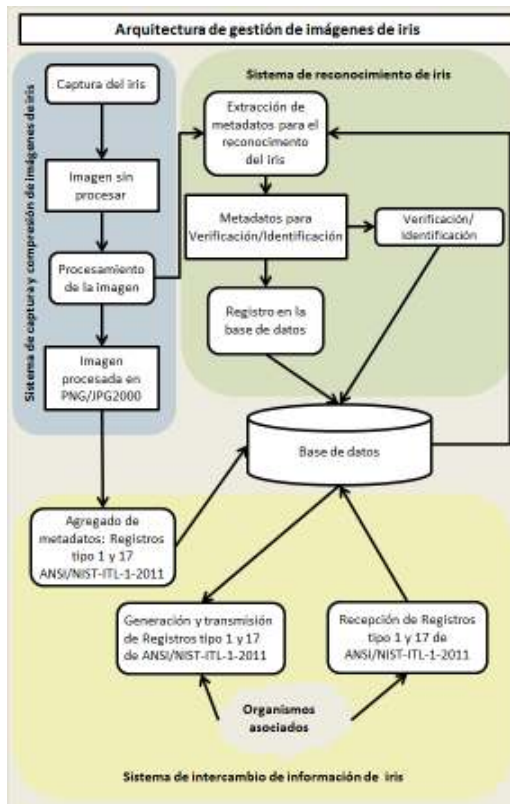 Arquitectura de gestión de imágenes de iris
Sistema de captura y compresión de imágenes de iris
Captura del iris
Imagen sin
procesar
Procesamiento
de la imagen
Imagen
procesada en
PNG/JPG2000
Sistema de reconocimiento de iris
Extracción de
metadatos para el
reconocimiento
del iris
Metadatos para
Verificación/Identificación
Verificación/
Identificación
Registro en la
base de datos
Base de datos
Agregado de
metadatos: Registros
tipo 1 y 17
ANSI/NIST-ITL-1-2011
Generación y transmisión
de Registros tipo 1 y 17
de ANSI/NIST-ITL-1-2011
Recepción de Registros
tipo 1 y 17 de
ANSI/NIST-ITL-1-2011
Organismos
asociados
Sistema de intercambio de información de iris